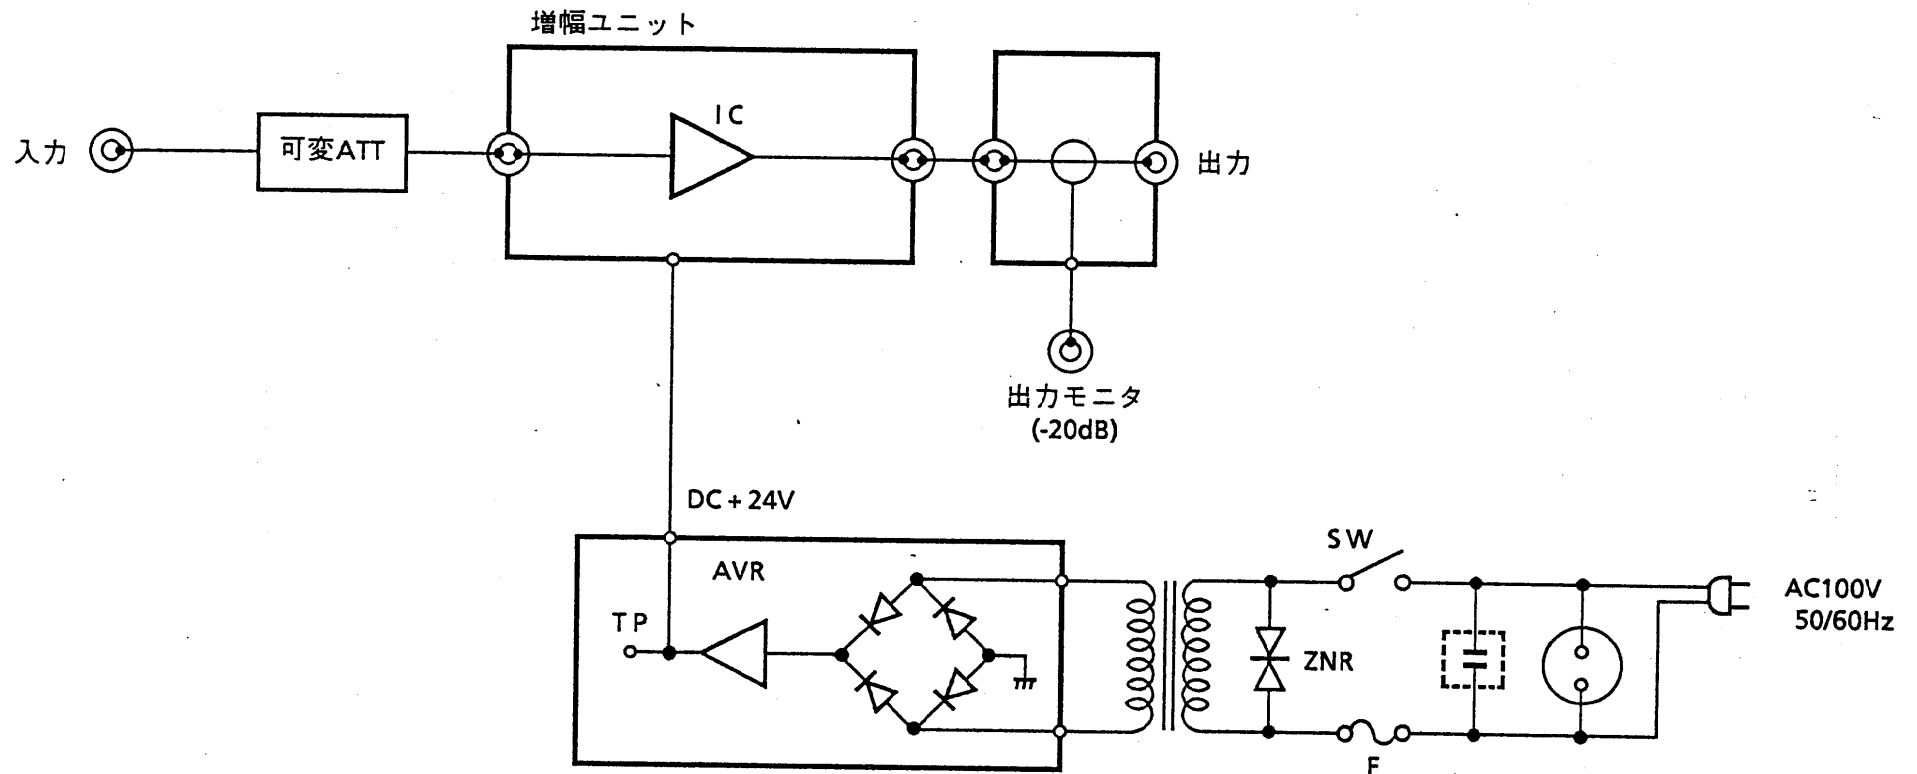 増幅ユニット
IC
入力
可変ATT
出力
出力モニタ
(-20dB)
DC+24V
AVR
TP
SW
ZNR
F
AC100V
50/60Hz